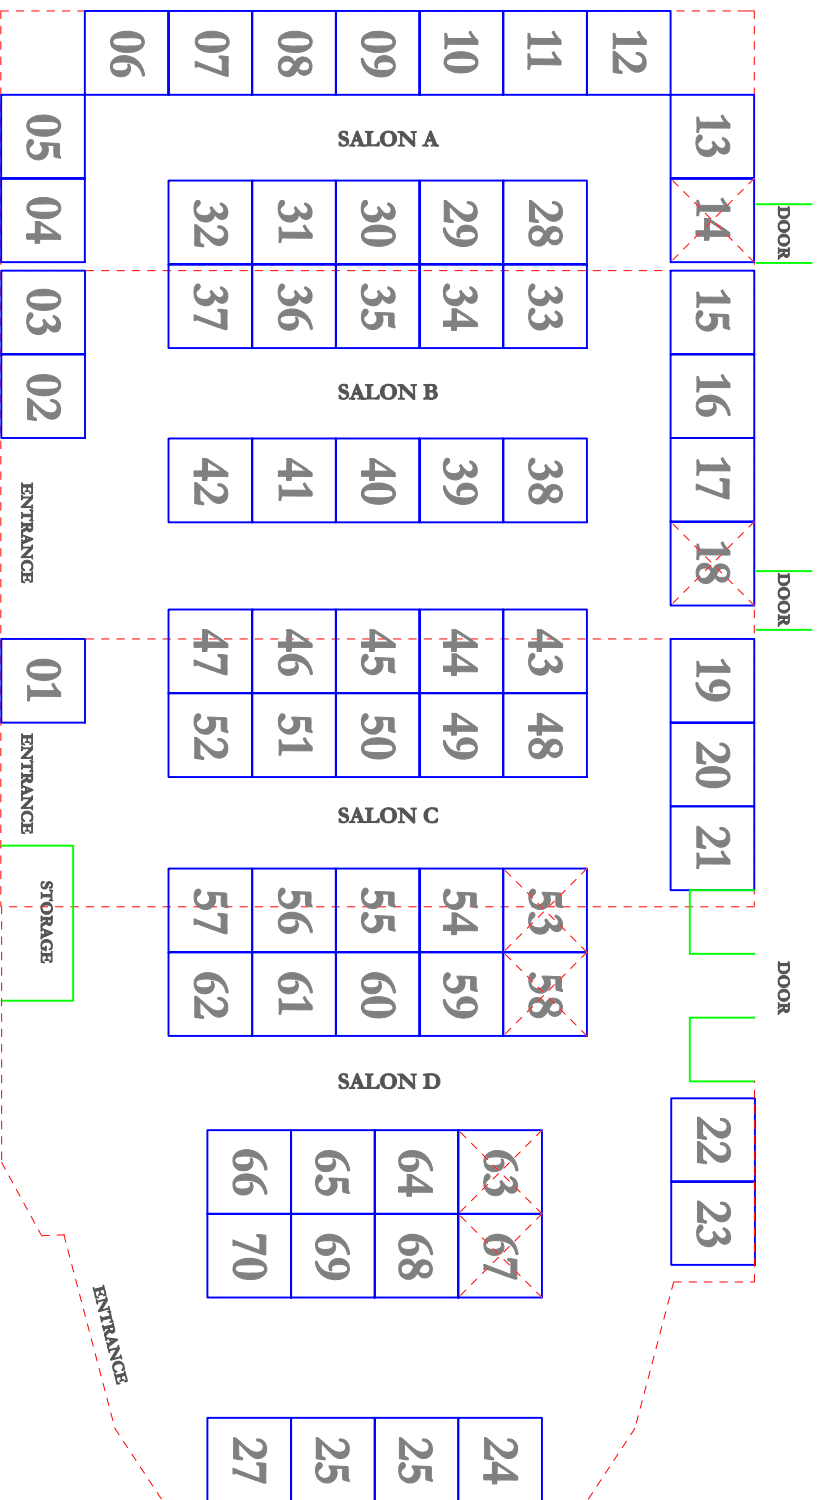 06 07 08 09 10 11 12
05 SALON A 13
04 32 31 30 29 28 14 DOOR
03 37 36 35 34 33 15
02 SALON B 16
ENTRANCE 42 41 40 39 38 17
18 DOOR
01 47 46 45 44 43 19
ENTRANCE 52 51 50 49 48 20
SALON C 21
STORAGE 57 56 55 54 53
62 61 60 59 58 DOOR
SALON D
66 65 64 63 22
70 69 68 67 23
ENTRANCE
27 25 25 24